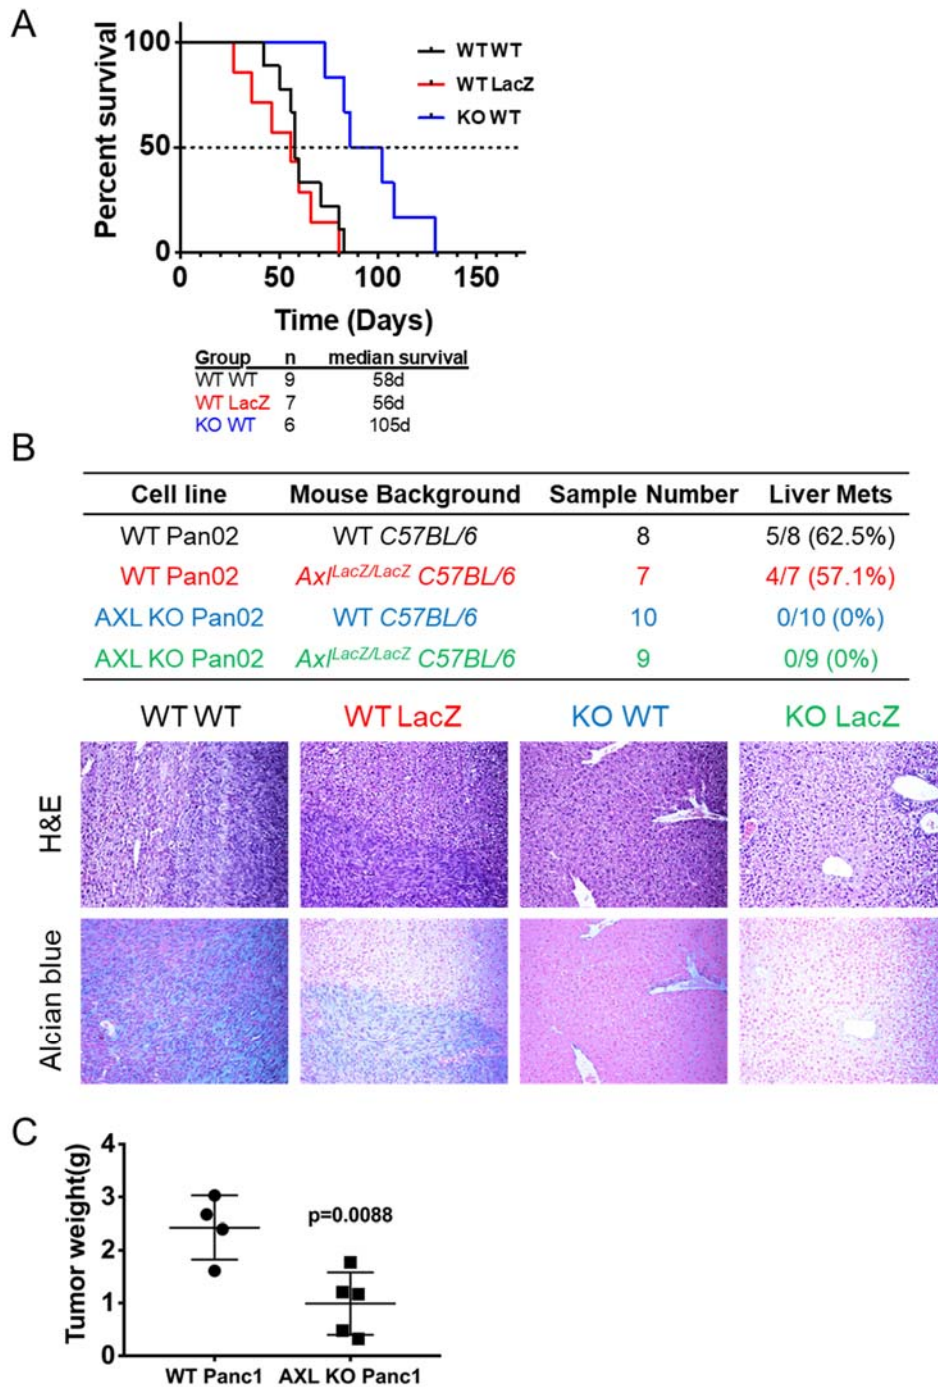 A
Percent survival
100
50
0
0 50 100 150
Time (Days)
WT WT
WT LacZ
KO WT
Group n median survival
WT WT 9 58d
WT LacZ 7 56d
KO WT 6 105d
B
Cell line Mouse Background Sample Number Liver Mets
WT Pan02 WT C57BL/6 8 5/8 (62.5%)
WT Pan02 Axl^LacZ/LacZ C57BL/6 7 4/7 (57.1%)
AXL KO Pan02 WT C57BL/6 10 0/10 (0%)
AXL KO Pan02 Axl^LacZ/LacZ C57BL/6 9 0/9 (0%)
WT WT WT LacZ KO WT KO LacZ
H&E
Alcian blue
C
Tumor weight(g)
4
3
2
1
0
p=0.0088
WT Panc1 AXL KO Panc1